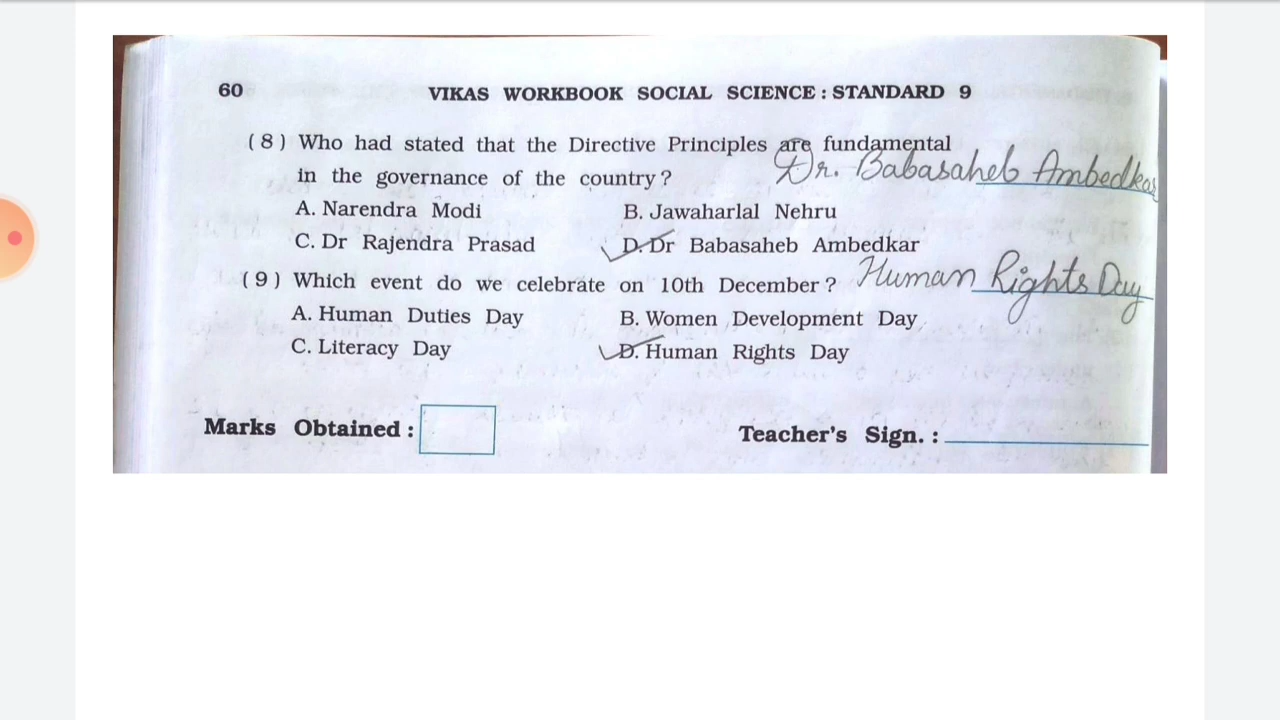 60 VIKAS WORKBOOK SOCIAL SCIENCE : STANDARD 9
( 8 ) Who had stated that the Directive Principles are fundamental
in the governance of the country ? Dr. Babasaheb Ambedkar
A. Narendra Modi B. Jawaharlal Nehru
C. Dr Rajendra Prasad D. Dr Babasaheb Ambedkar
( 9 ) Which event do we celebrate on 10th December ? Human Rights Day
A. Human Duties Day B. Women Development Day
C. Literacy Day D. Human Rights Day
Marks Obtained : Teacher's Sign. :